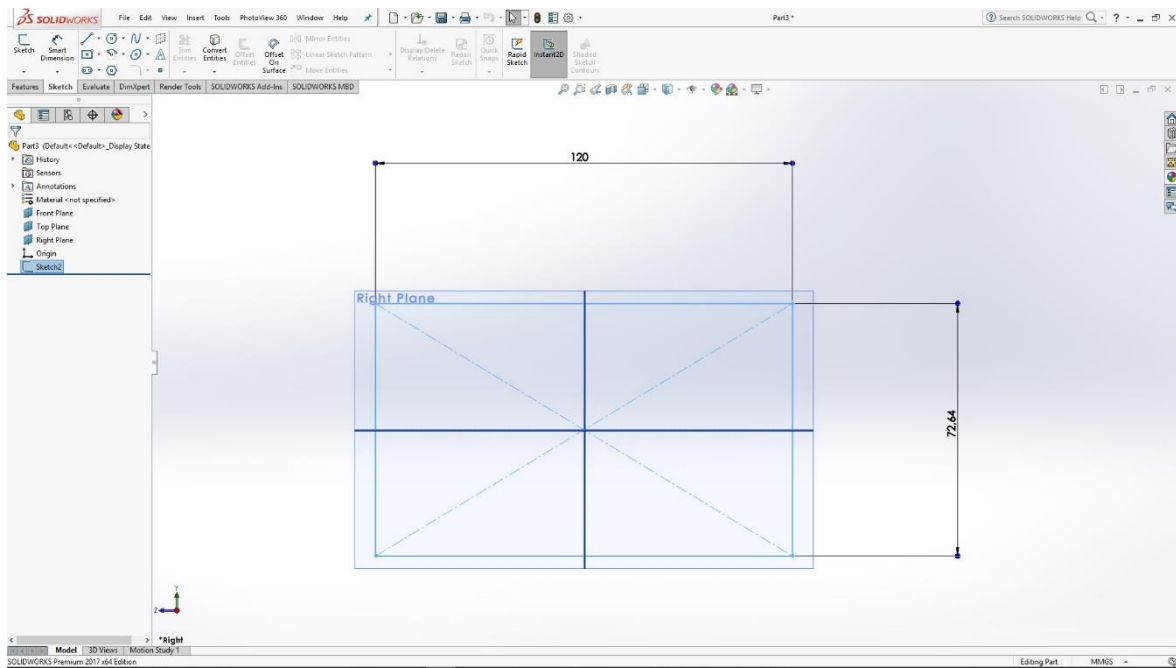 SOLIDWORKS File Edit View Insert Tools PhotoView 360 Window Help Part3 * Search SOLIDWORKS Help
Sketch Smart Dimension Trim Entities Convert Entities Offset Entities Offset On Surface Mirror Entities Linear Sketch Pattern Move Entities Display/Delete Relations Repair Sketch Quick Snaps Rapid Sketch Instant2D Shaded Sketch Contours
Features Sketch Evaluate DimXpert Render Tools SOLIDWORKS Add-Ins SOLIDWORKS MBD
Part3 (Default<<Default>_Display State
History
Sensors
Annotations
Material <not specified>
Front Plane
Top Plane
Right Plane
Origin
Sketch2
120
Right Plane
72,64
Y
Z
*Right
Model 3D Views Motion Study 1
SOLIDWORKS Premium 2017 x64 Edition Editing Part MMGS